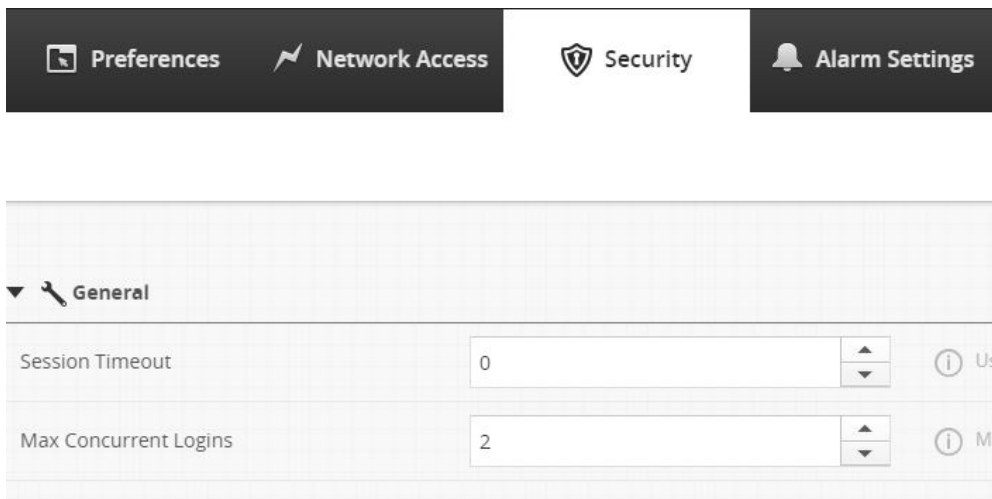 Preferences Network Access Security Alarm Settings
General
Session Timeout 0
Max Concurrent Logins 2